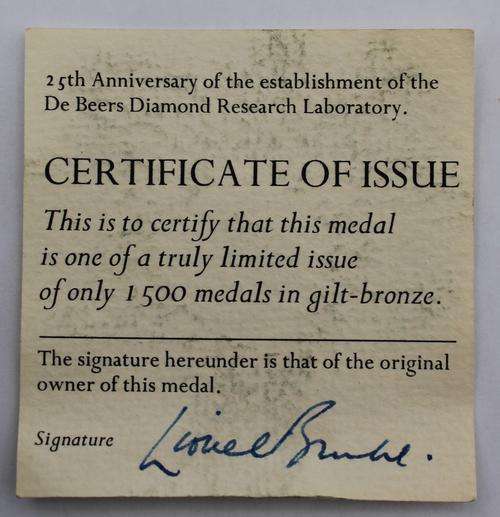 25th Anniversary of the establishment of the
De Beers Diamond Research Laboratory.
CERTIFICATE OF ISSUE
This is to certify that this medal
is one of a truly limited issue
of only 1500 medals in gilt-bronze.
The signature hereunder is that of the original
owner of this medal.
Signature Lionel